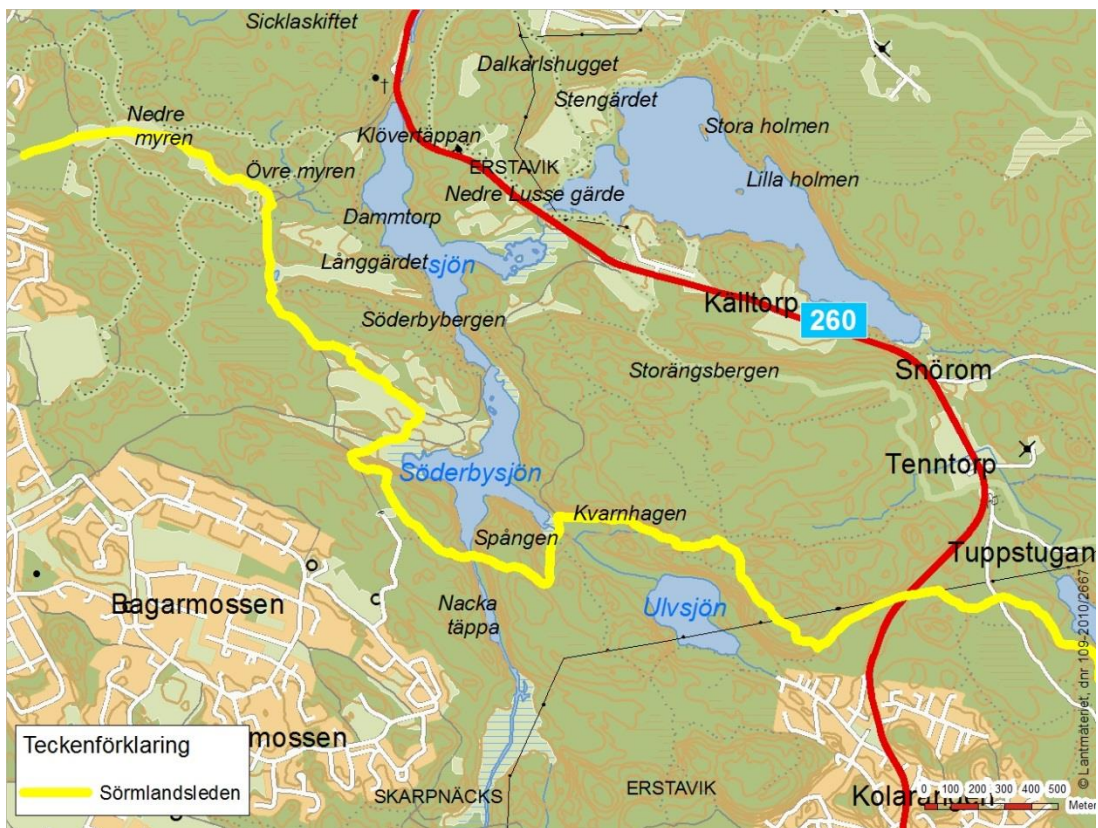 Sicklaskiftet
Dalkarlshugget
Stengärdet
Nedre
myren
Klövertäppan
Stora holmen
ERSTAVIK
Övre myren
Lilla holmen
Nedre Lusse gärde
Dammtorp
Långgärdet
sjön
Källtorp
260
Söderbybergen
Storängsbergen
Snörom
Söderbysjön
Tenntorp
Kvarnhagen
Spången
Tuppstugan
Bagarmossen
Ulvsjön
Nacka
täppa
Teckenförklaring
Sörmlandsleden
mossen
SKARPNÄCKS
ERSTAVIK
0 100 200 300 400 500
Meter
© Lantmäteriet, dnr 109-2010/2667